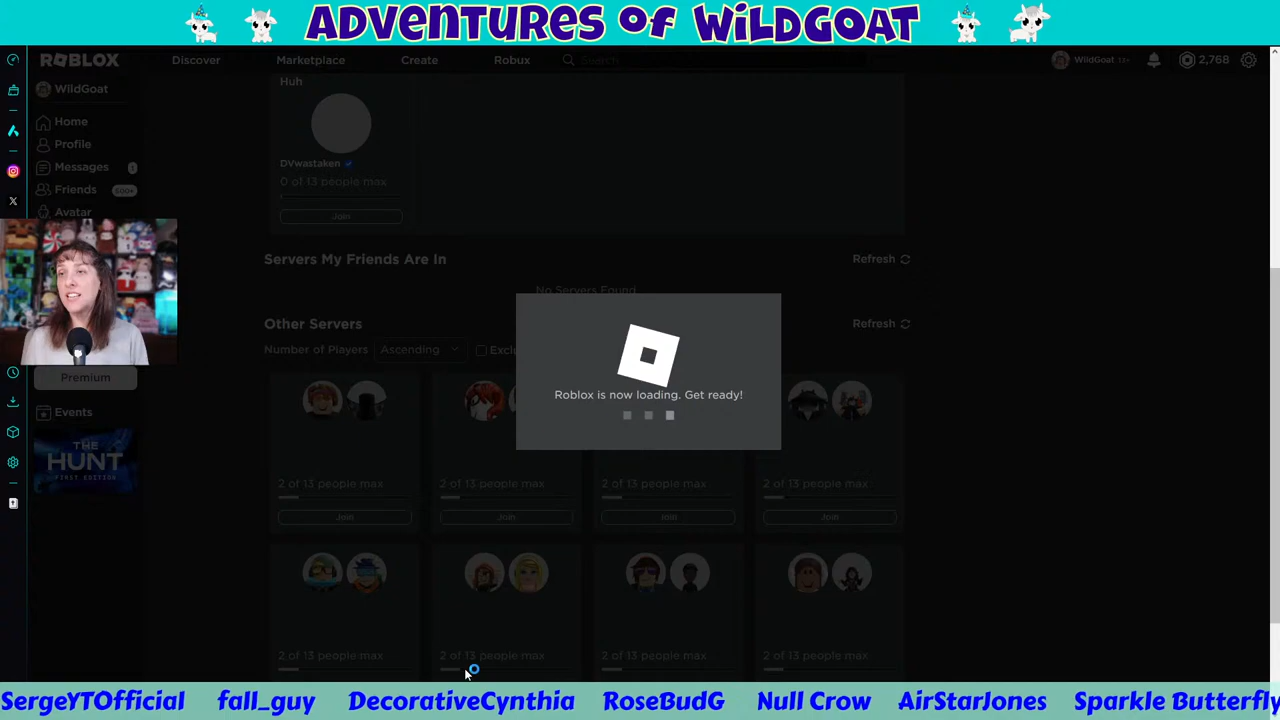 ADVENTURES OF WILDGOAT
ROBLOX Discover Marketplace Create Robux Search WildGoat 13+ 2,768
WildGoat
Home
Profile
Messages
Friends 500+
Avatar
Premium
Events
THE HUNT
FIRST EDITION
Huh
DVwastaken
0 of 13 people max
Join
Servers My Friends Are In Refresh
No Servers Found
Other Servers Refresh
Number of Players Ascending Exclu
Roblox is now loading. Get ready!
2 of 13 people max 2 of 13 people max 2 of 13 people max 2 of 13 people max
Join Join Join Join
2 of 13 people max 2 of 13 people max 2 of 13 people max 2 of 13 people max
SergeYTOfficial fall_guy DecorativeCynthia RoseBudG Null Crow AirStarJones Sparkle Butterfly